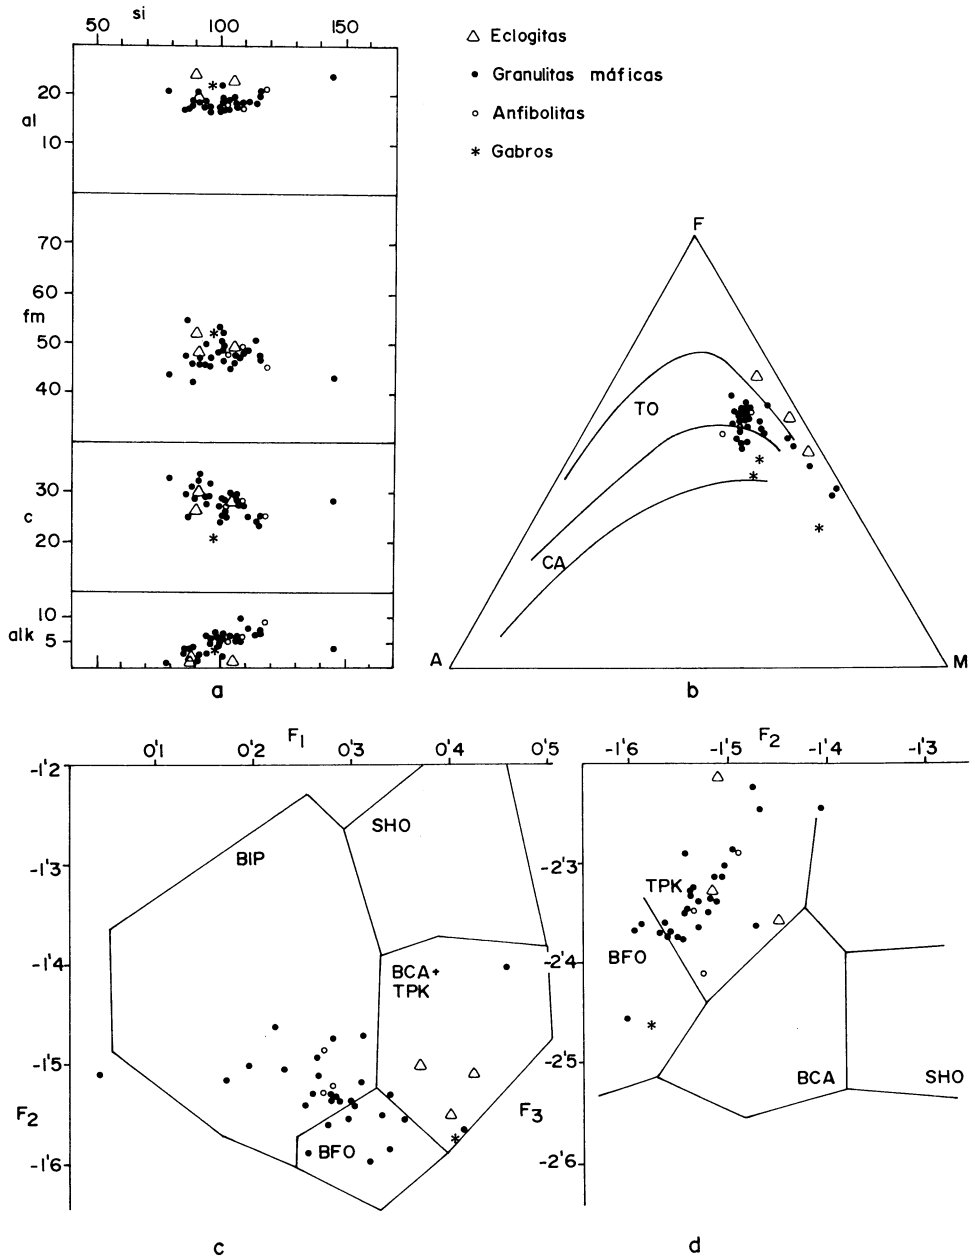 si
50 100 150
20
al
10
70
60
fm
50
40
30
c
20
10
alk 5
a
△ Eclogitas
● Granulitas máficas
○ Anfibolitas
* Gabros
F
TO
CA
A
M
b
F1
0'1 0'2 0'3 0'4 0'5
-1'2
-1'3
-1'4
-1'5
F2
-1'6
BIP
SHO
BCA+
TPK
BFO
c
F2
-1'6 -1'5 -1'4 -1'3
-2'3
-2'4
-2'5
F3
-2'6
TPK
BFO
BCA
SHO
d